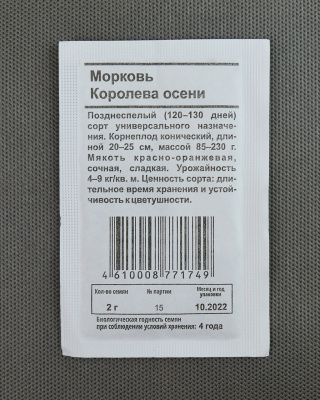 Морковь
Королева осени
Позднеспелый (120–130 дней)
сорт универсального назначе-
ния. Корнеплод конический, дли-
ной 20–25 см, массой 85–230 г.
Мякоть красно-оранжевая,
сочная, сладкая. Урожайность
4–9 кг/кв. м. Ценность сорта: дли-
тельное время хранения и устой-
чивость к цветушности.
4610008771749
Кол-во семян № партии Месяц и год упаковки
2 г 15 10.2022
Биологическая годность семян
при соблюдении условий хранения: 4 года